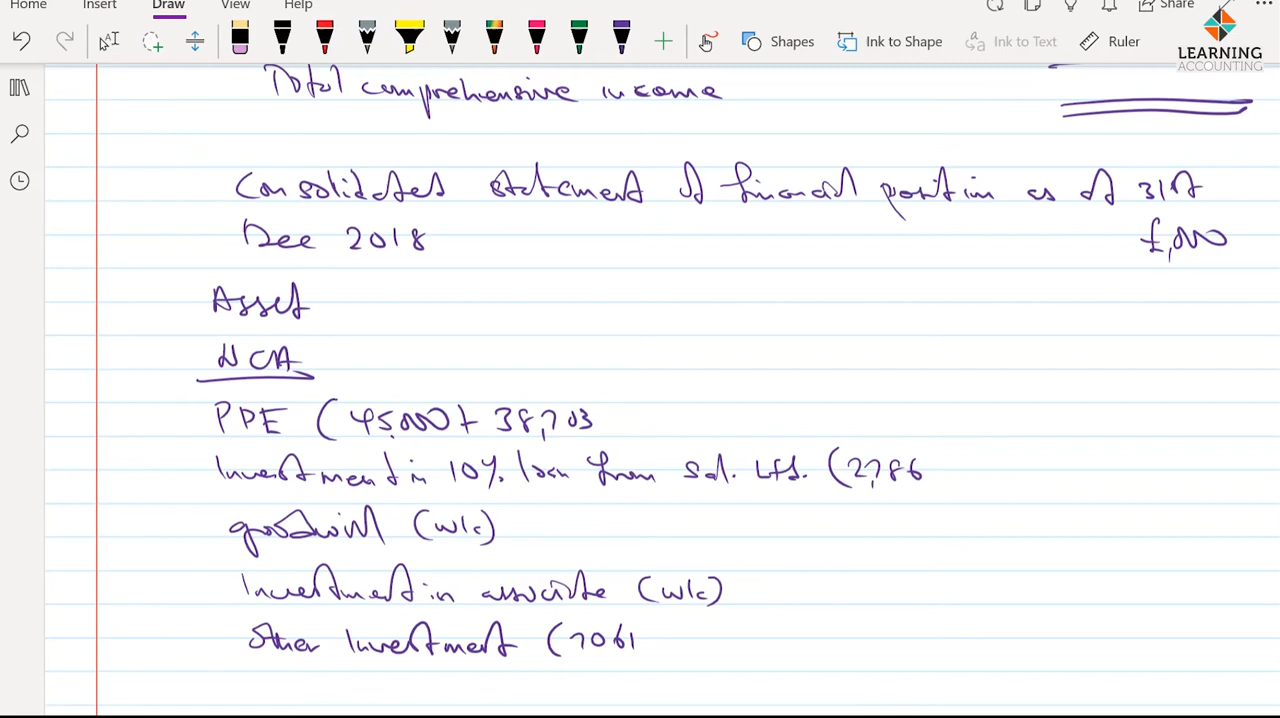 Home Insert Draw View Help Share
Shapes Ink to Shape Ink to Text Ruler
LEARNING
ACCOUNTING
Total comprehensive income
Consolidated statement of financial position as at 31st
Dec 2018 £,000
Asset
NCA
PPE (45,000 + 38,703
Investment in 10% loan from Sal. Ltd. (2,786
goodwill (w/c)
Investment in associate (w/c)
other Investment (7061